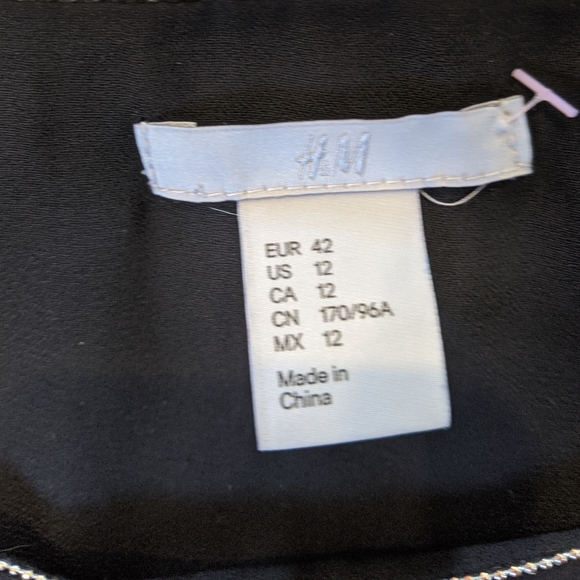 H&M
EUR 42
US 12
CA 12
CN 170/96A
MX 12
Made in
China